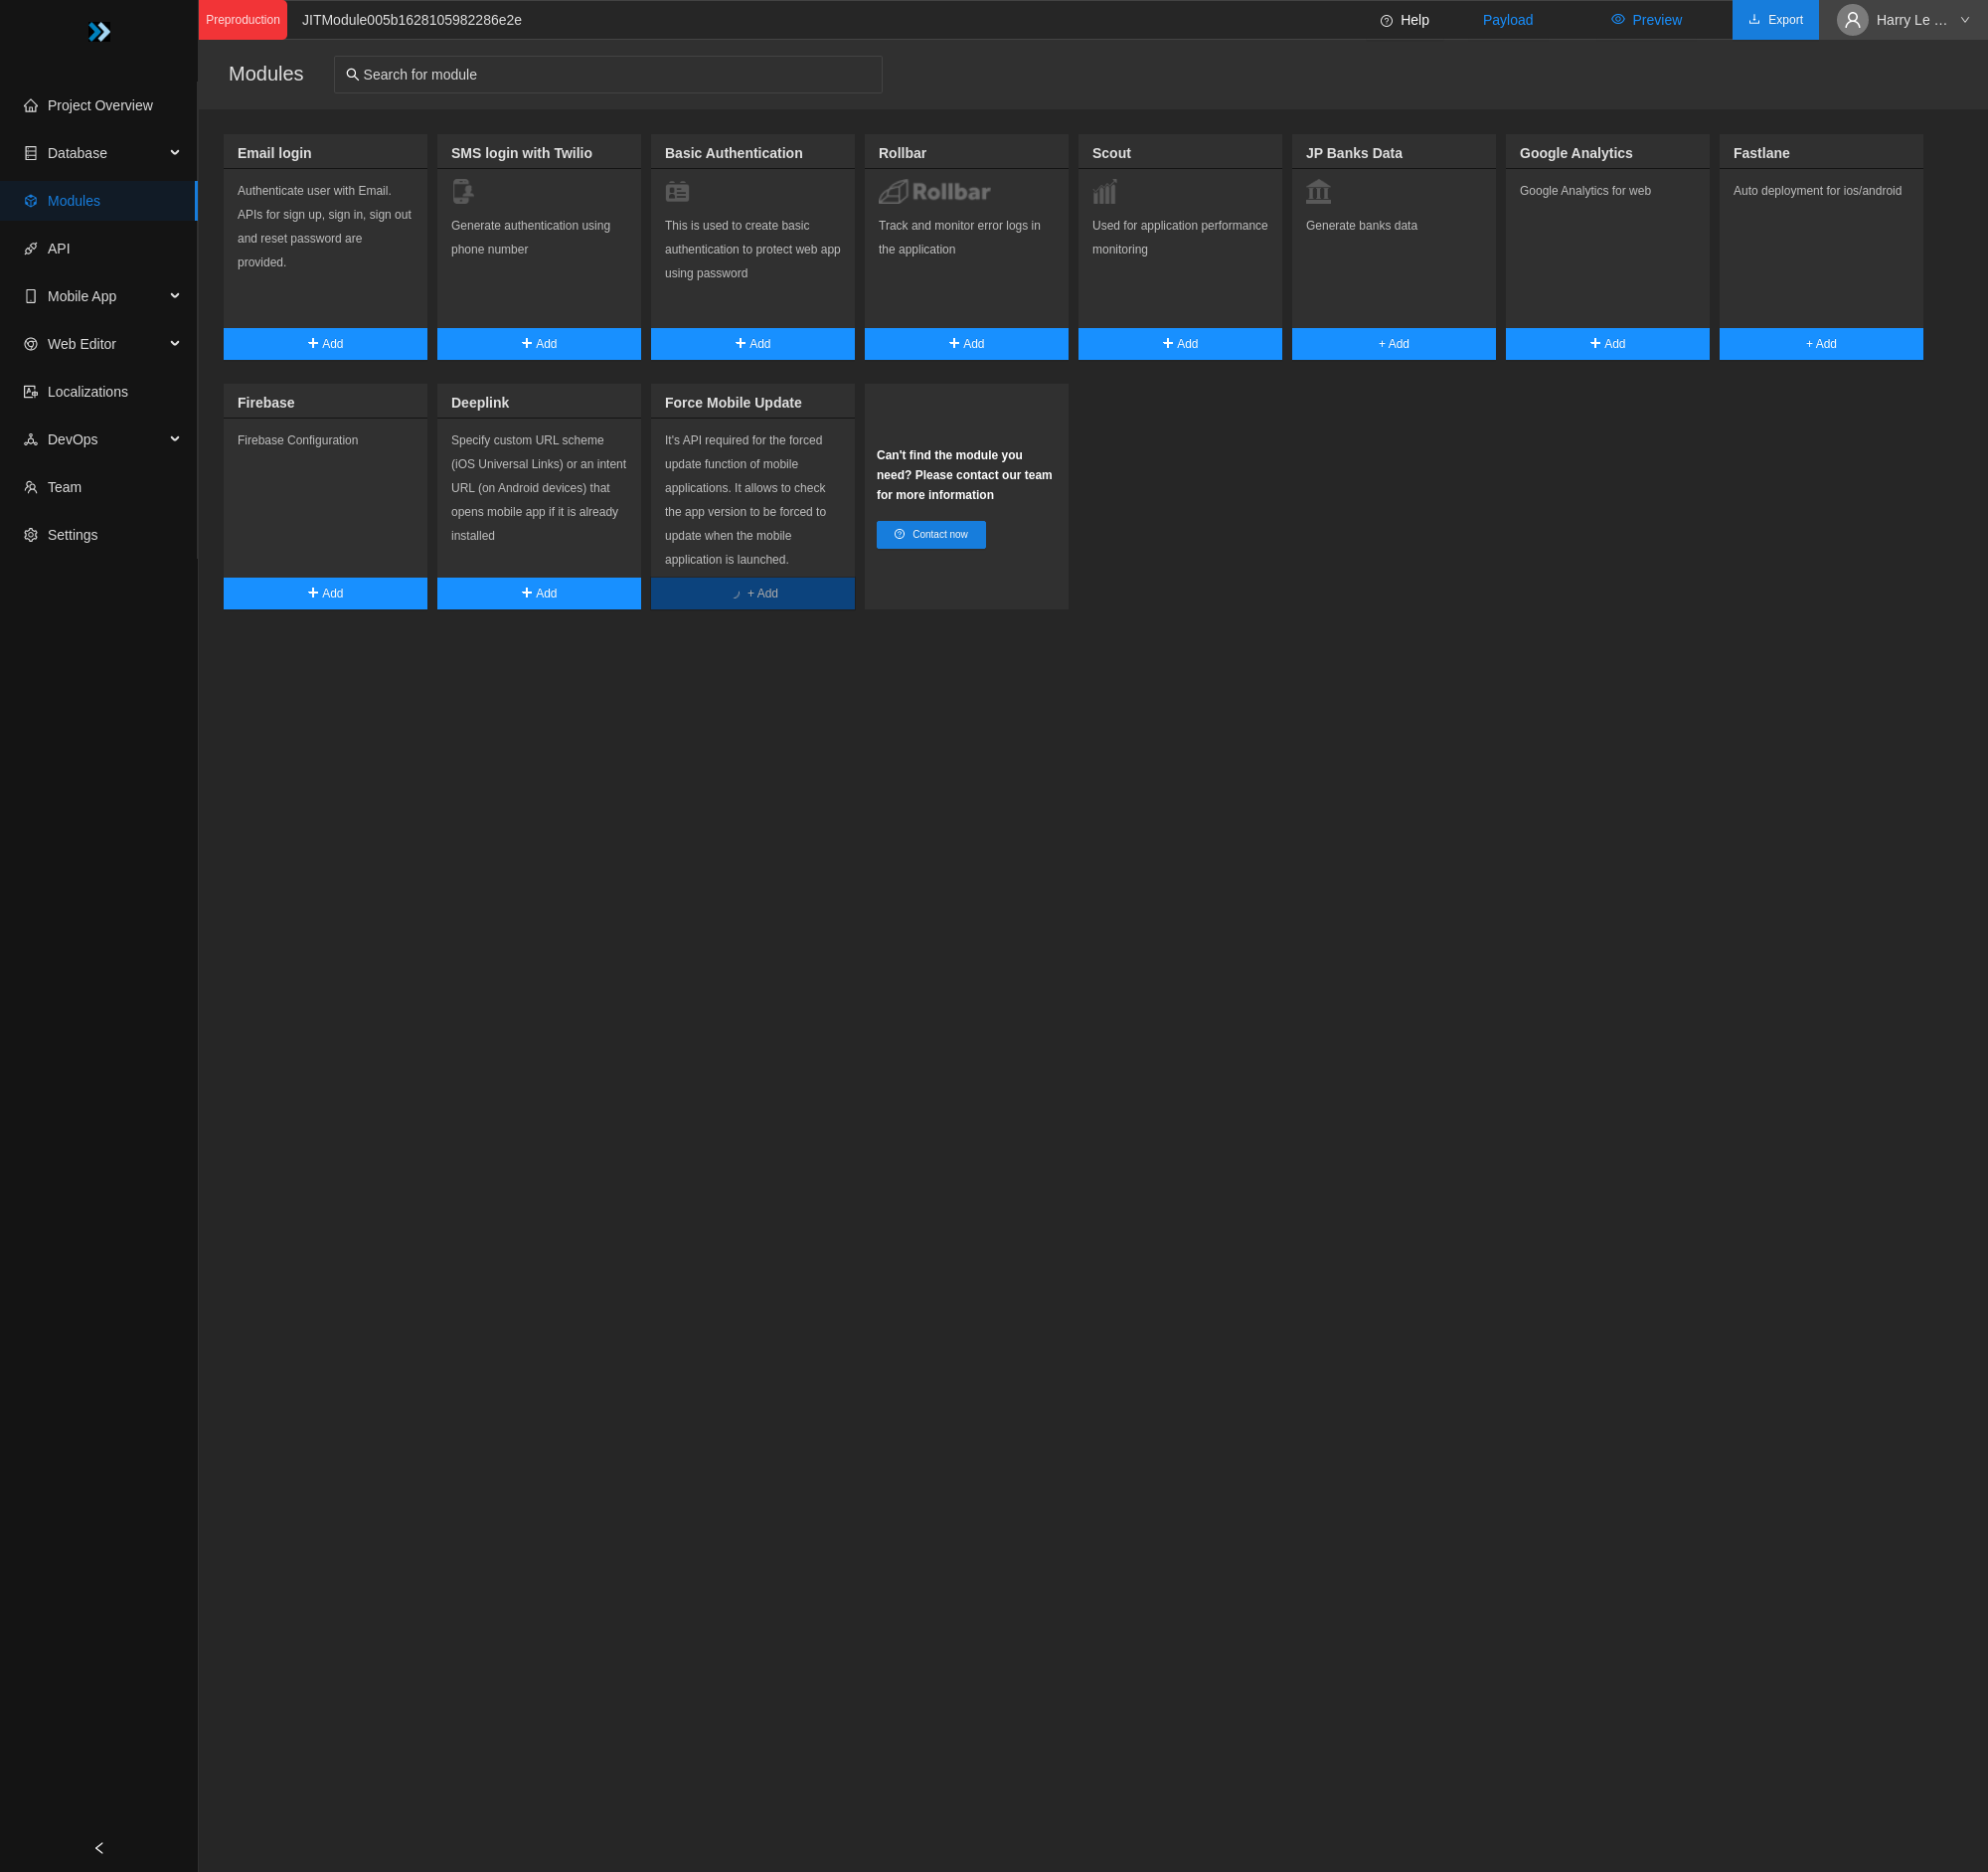 Preproduction
JITModule005b1628105982286e2e
Help
Payload
Preview
Export
Harry Le ...
Modules
Search for module
Project Overview
Database
Modules
API
Mobile App
Web Editor
Localizations
DevOps
Team
Settings
Email login
Authenticate user with Email.
APIs for sign up, sign in, sign out
and reset password are
provided.
Add
SMS login with Twilio
Generate authentication using
phone number
Add
Basic Authentication
This is used to create basic
authentication to protect web app
using password
Add
Rollbar
Rollbar
Track and monitor error logs in
the application
Add
Scout
Used for application performance
monitoring
Add
JP Banks Data
Generate banks data
+ Add
Google Analytics
Google Analytics for web
Add
Fastlane
Auto deployment for ios/android
+ Add
Firebase
Firebase Configuration
Add
Deeplink
Specify custom URL scheme
(iOS Universal Links) or an intent
URL (on Android devices) that
opens mobile app if it is already
installed
Add
Force Mobile Update
It's API required for the forced
update function of mobile
applications. It allows to check
the app version to be forced to
update when the mobile
application is launched.
+ Add
Can't find the module you
need? Please contact our team
for more information
Contact now